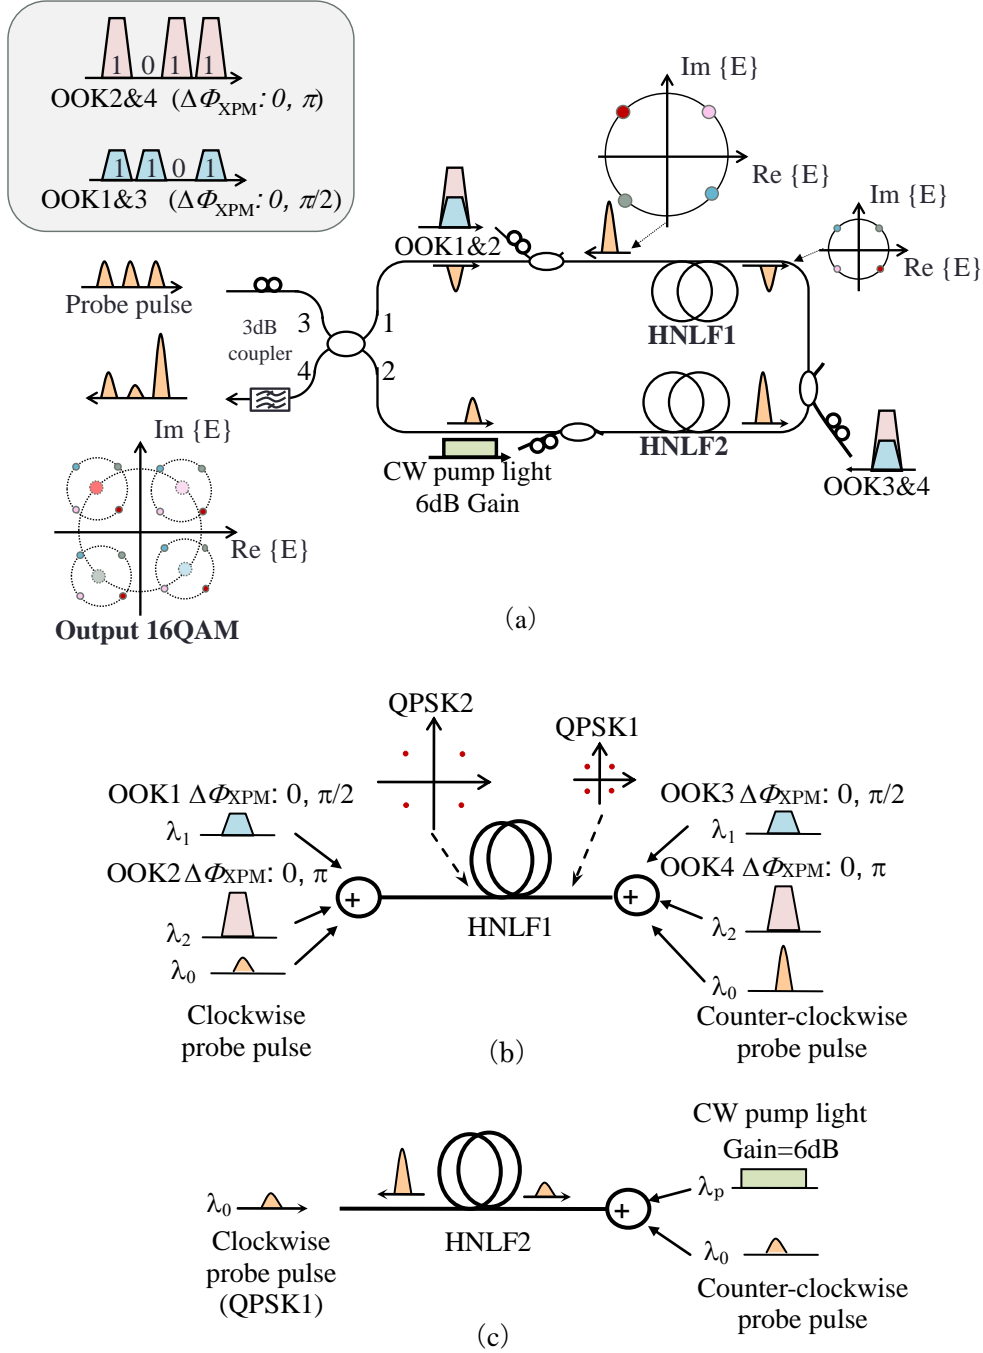 1 0 1 1
OOK2&4 (ΔΦXPM: 0, π)
1 1 0 1
OOK1&3 (ΔΦXPM: 0, π/2)
Im {E}
Re {E}
OOK1&2
Im {E}
Re {E}
Probe pulse
3dB
coupler
3
1
4
2
HNLF1
HNLF2
CW pump light
6dB Gain
OOK3&4
Im {E}
Re {E}
Output 16QAM
(a)
QPSK2
QPSK1
OOK1 ΔΦXPM: 0, π/2
λ1
OOK2 ΔΦXPM: 0, π
λ2
λ0
Clockwise
probe pulse
+
HNLF1
+
OOK3 ΔΦXPM: 0, π/2
λ1
OOK4 ΔΦXPM: 0, π
λ2
λ0
Counter-clockwise
probe pulse
(b)
CW pump light
Gain=6dB
λp
λ0
Clockwise
probe pulse
(QPSK1)
HNLF2
+
λ0
Counter-clockwise
probe pulse
(c)